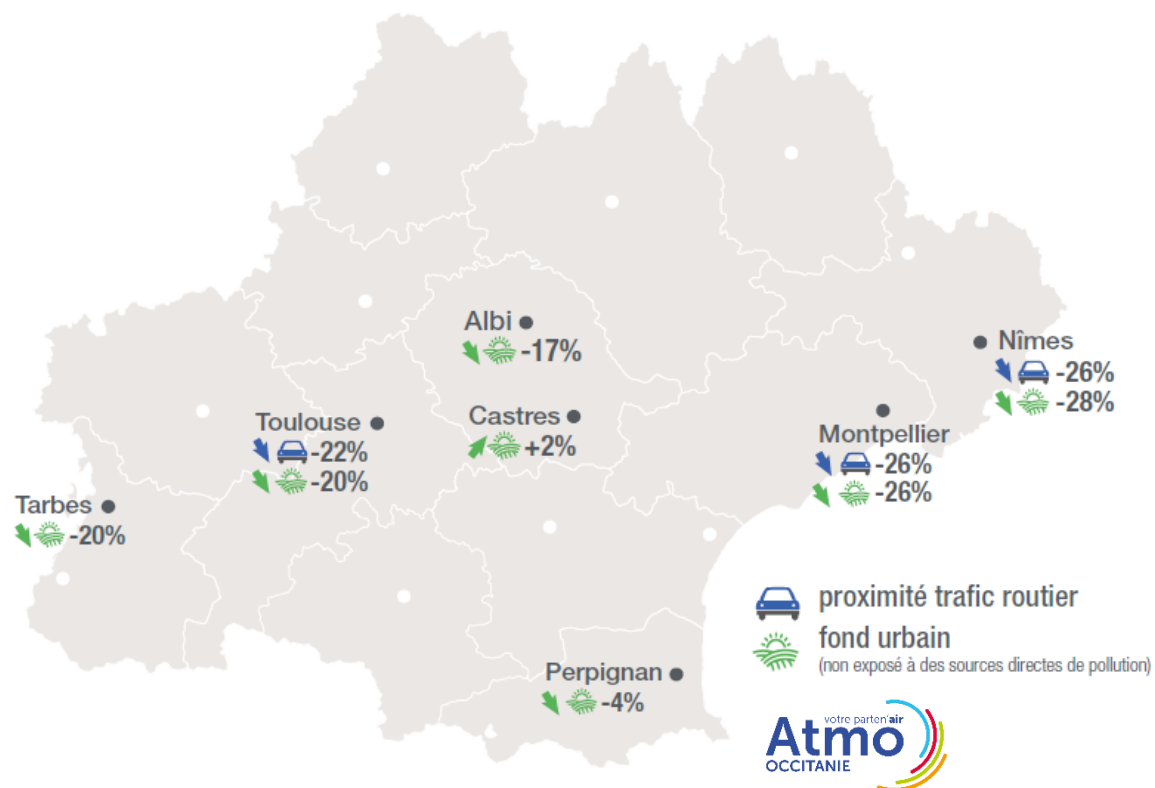 Albi
-17%
Nîmes
-26%
-28%
Toulouse
-22%
-20%
Castres
+2%
Montpellier
-26%
-26%
Tarbes
-20%
Perpignan
-4%
proximité trafic routier
fond urbain
(non exposé à des sources directes de pollution)
votre parten'air
Atmo
OCCITANIE